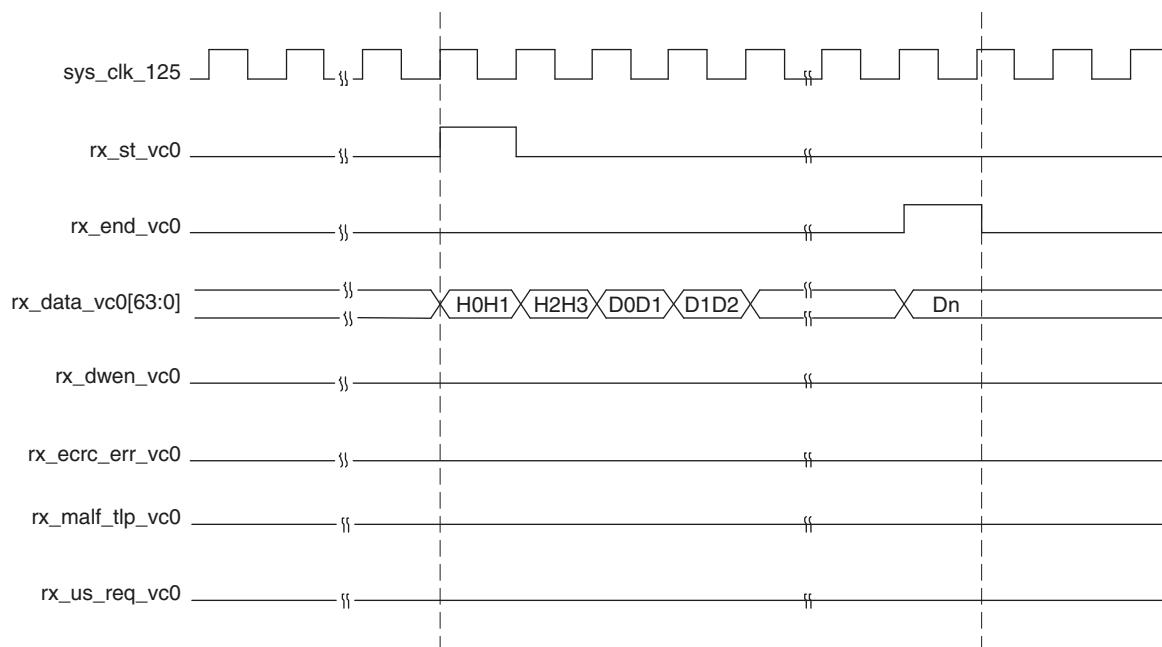 sys_clk_125
rx_st_vc0
rx_end_vc0
rx_data_vc0[63:0] H0H1 H2H3 D0D1 D1D2 Dn
rx_dwen_vc0
rx_ecrc_err_vc0
rx_malf_tlp_vc0
rx_us_req_vc0